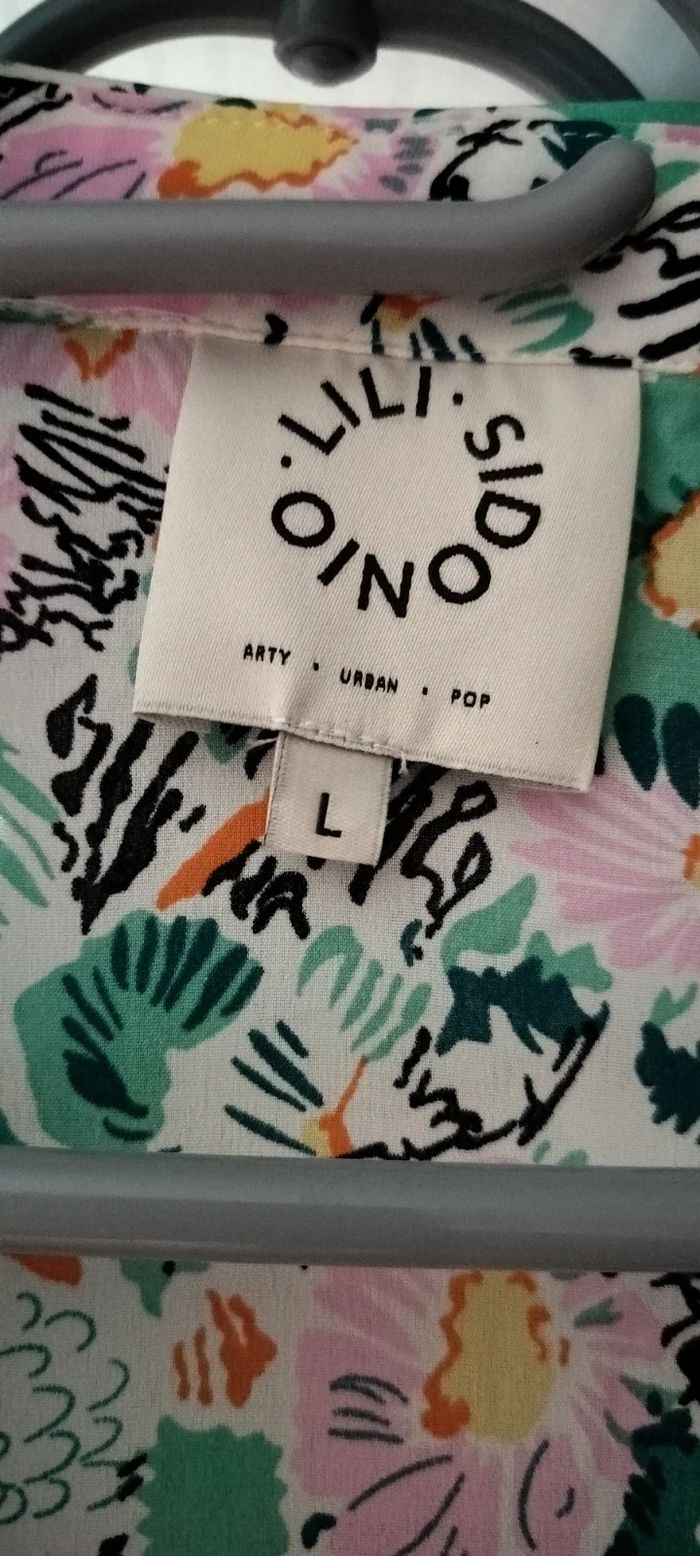 · LILI · SIDONIO
ARTY · URBAN · POP
L